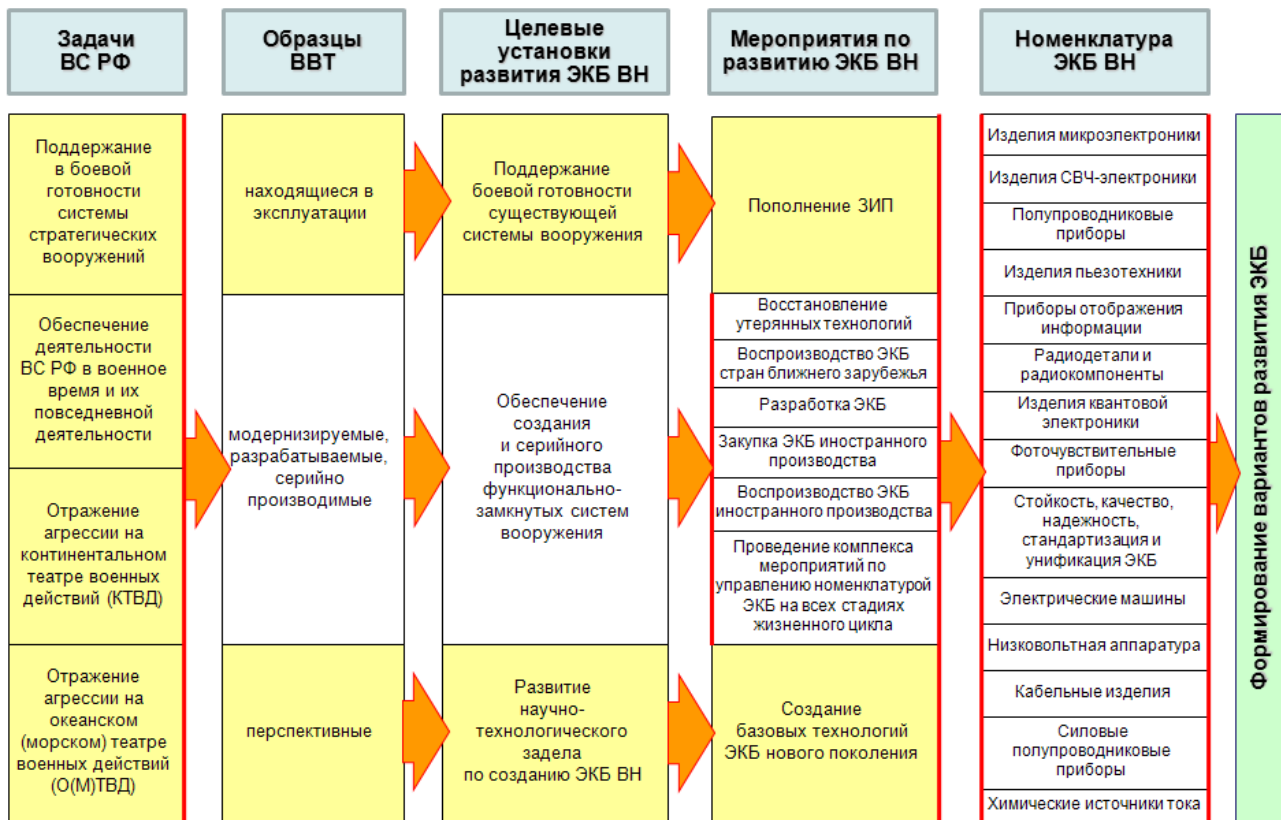 Задачи
ВС РФ
Образцы
ВВТ
Целевые
установки
развития ЭКБ ВН
Мероприятия по
развитию ЭКБ ВН
Номенклатура
ЭКБ ВН
Поддержание
в боевой
готовности
системы
стратегических
вооружений
Обеспечение
деятельности
ВС РФ в военное
время и их
повседневной
деятельности
Отражение
агрессии на
континентальном
театре военных
действий (КТВД)
Отражение
агрессии на
океанском
(морском) театре
военных действий
(О(М)ТВД)
находящиеся в
эксплуатации
модернизируемые,
разрабатываемые,
серийно
производимые
перспективные
Поддержание
боевой готовности
существующей
системы вооружения
Обеспечение
создания
и серийного
производства
функционально-
замкнутых систем
вооружения
Развитие
научно-
технологического
задела
по созданию ЭКБ ВН
Пополнение ЗИП
Восстановление
утерянных технологий
Воспроизводство ЭКБ
стран ближнего зарубежья
Разработка ЭКБ
Закупка ЭКБ иностранного
производства
Воспроизводство ЭКБ
иностранного производства
Проведение комплекса
мероприятий по
управлению номенклатурой
ЭКБ на всех стадиях
жизненного цикла
Создание
базовых технологий
ЭКБ нового поколения
Изделия микроэлектроники
Изделия СВЧ-электроники
Полупроводниковые
приборы
Изделия пьезотехники
Приборы отображения
информации
Радиодетали и
радиокомпоненты
Изделия квантовой
электроники
Фоточувствительные
приборы
Стойкость, качество,
надежность,
стандартизация и
унификация ЭКБ
Электрические машины
Низковольтная аппаратура
Кабельные изделия
Силовые
полупроводниковые
приборы
Химические источники тока
Формирование вариантов развития ЭКБ